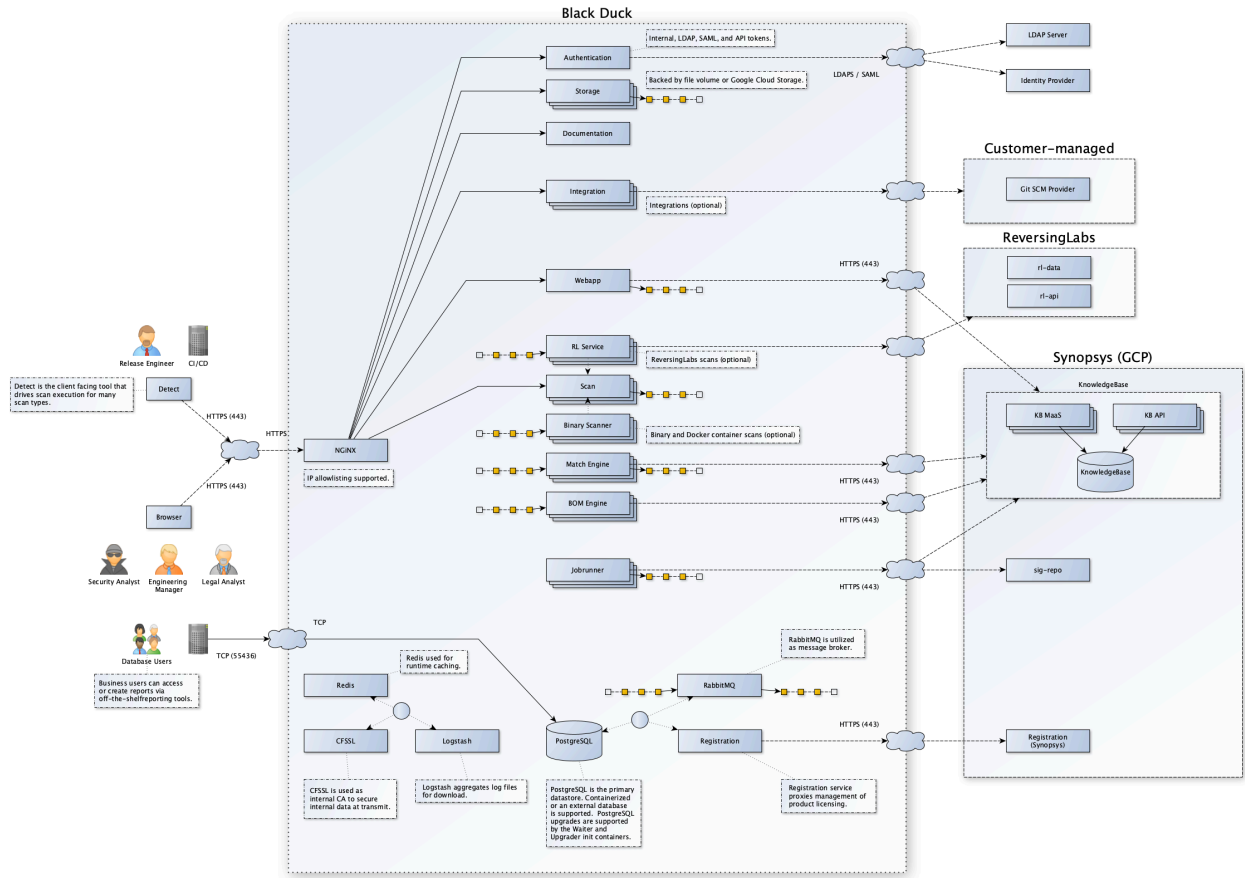 Black Duck
Internal, LDAP, SAML, and API tokens.
Authentication
LDAPS / SAML
LDAP Server
Identity Provider
Storage
Backed by file volume or Google Cloud Storage.
Documentation
Customer-managed
Integration
Integrations (optional)
Git SCM Provider
ReversingLabs
rl-data
rl-api
Webapp
HTTPS (443)
RL Service
ReversingLabs scans (optional)
Scan
Binary Scanner
Binary and Docker container scans (optional)
Match Engine
HTTPS (443)
BOM Engine
HTTPS (443)
Jobrunner
HTTPS (443)
Synopsys (GCP)
KnowledgeBase
KB MaaS
KB API
KnowledgeBase
sig-repo
Release Engineer
CI/CD
Detect is the client facing tool that
drives scan execution for many
scan types.
Detect
HTTPS (443)
HTTPS
NGiNX
IP allowlisting supported.
HTTPS (443)
Browser
Security Analyst
Engineering
Manager
Legal Analyst
Database Users
TCP (55436)
TCP
Business users can access
or create reports via
off-the-shelfreporting tools.
Redis used for
runtime caching.
Redis
CFSSL
Logstash
CFSSL is used as
internal CA to secure
internal data at transmit.
Logstash aggregates log files
for download.
RabbitMQ is utilized
as message broker.
RabbitMQ
PostgreSQL
Registration
HTTPS (443)
Registration
(Synopsys)
PostgreSQL is the primary
datastore. Containerized
or an external database
is supported. PostgreSQL
upgrades are supported
by the Waiter and
Upgrader init containers.
Registration service
proxies management of
product licensing.